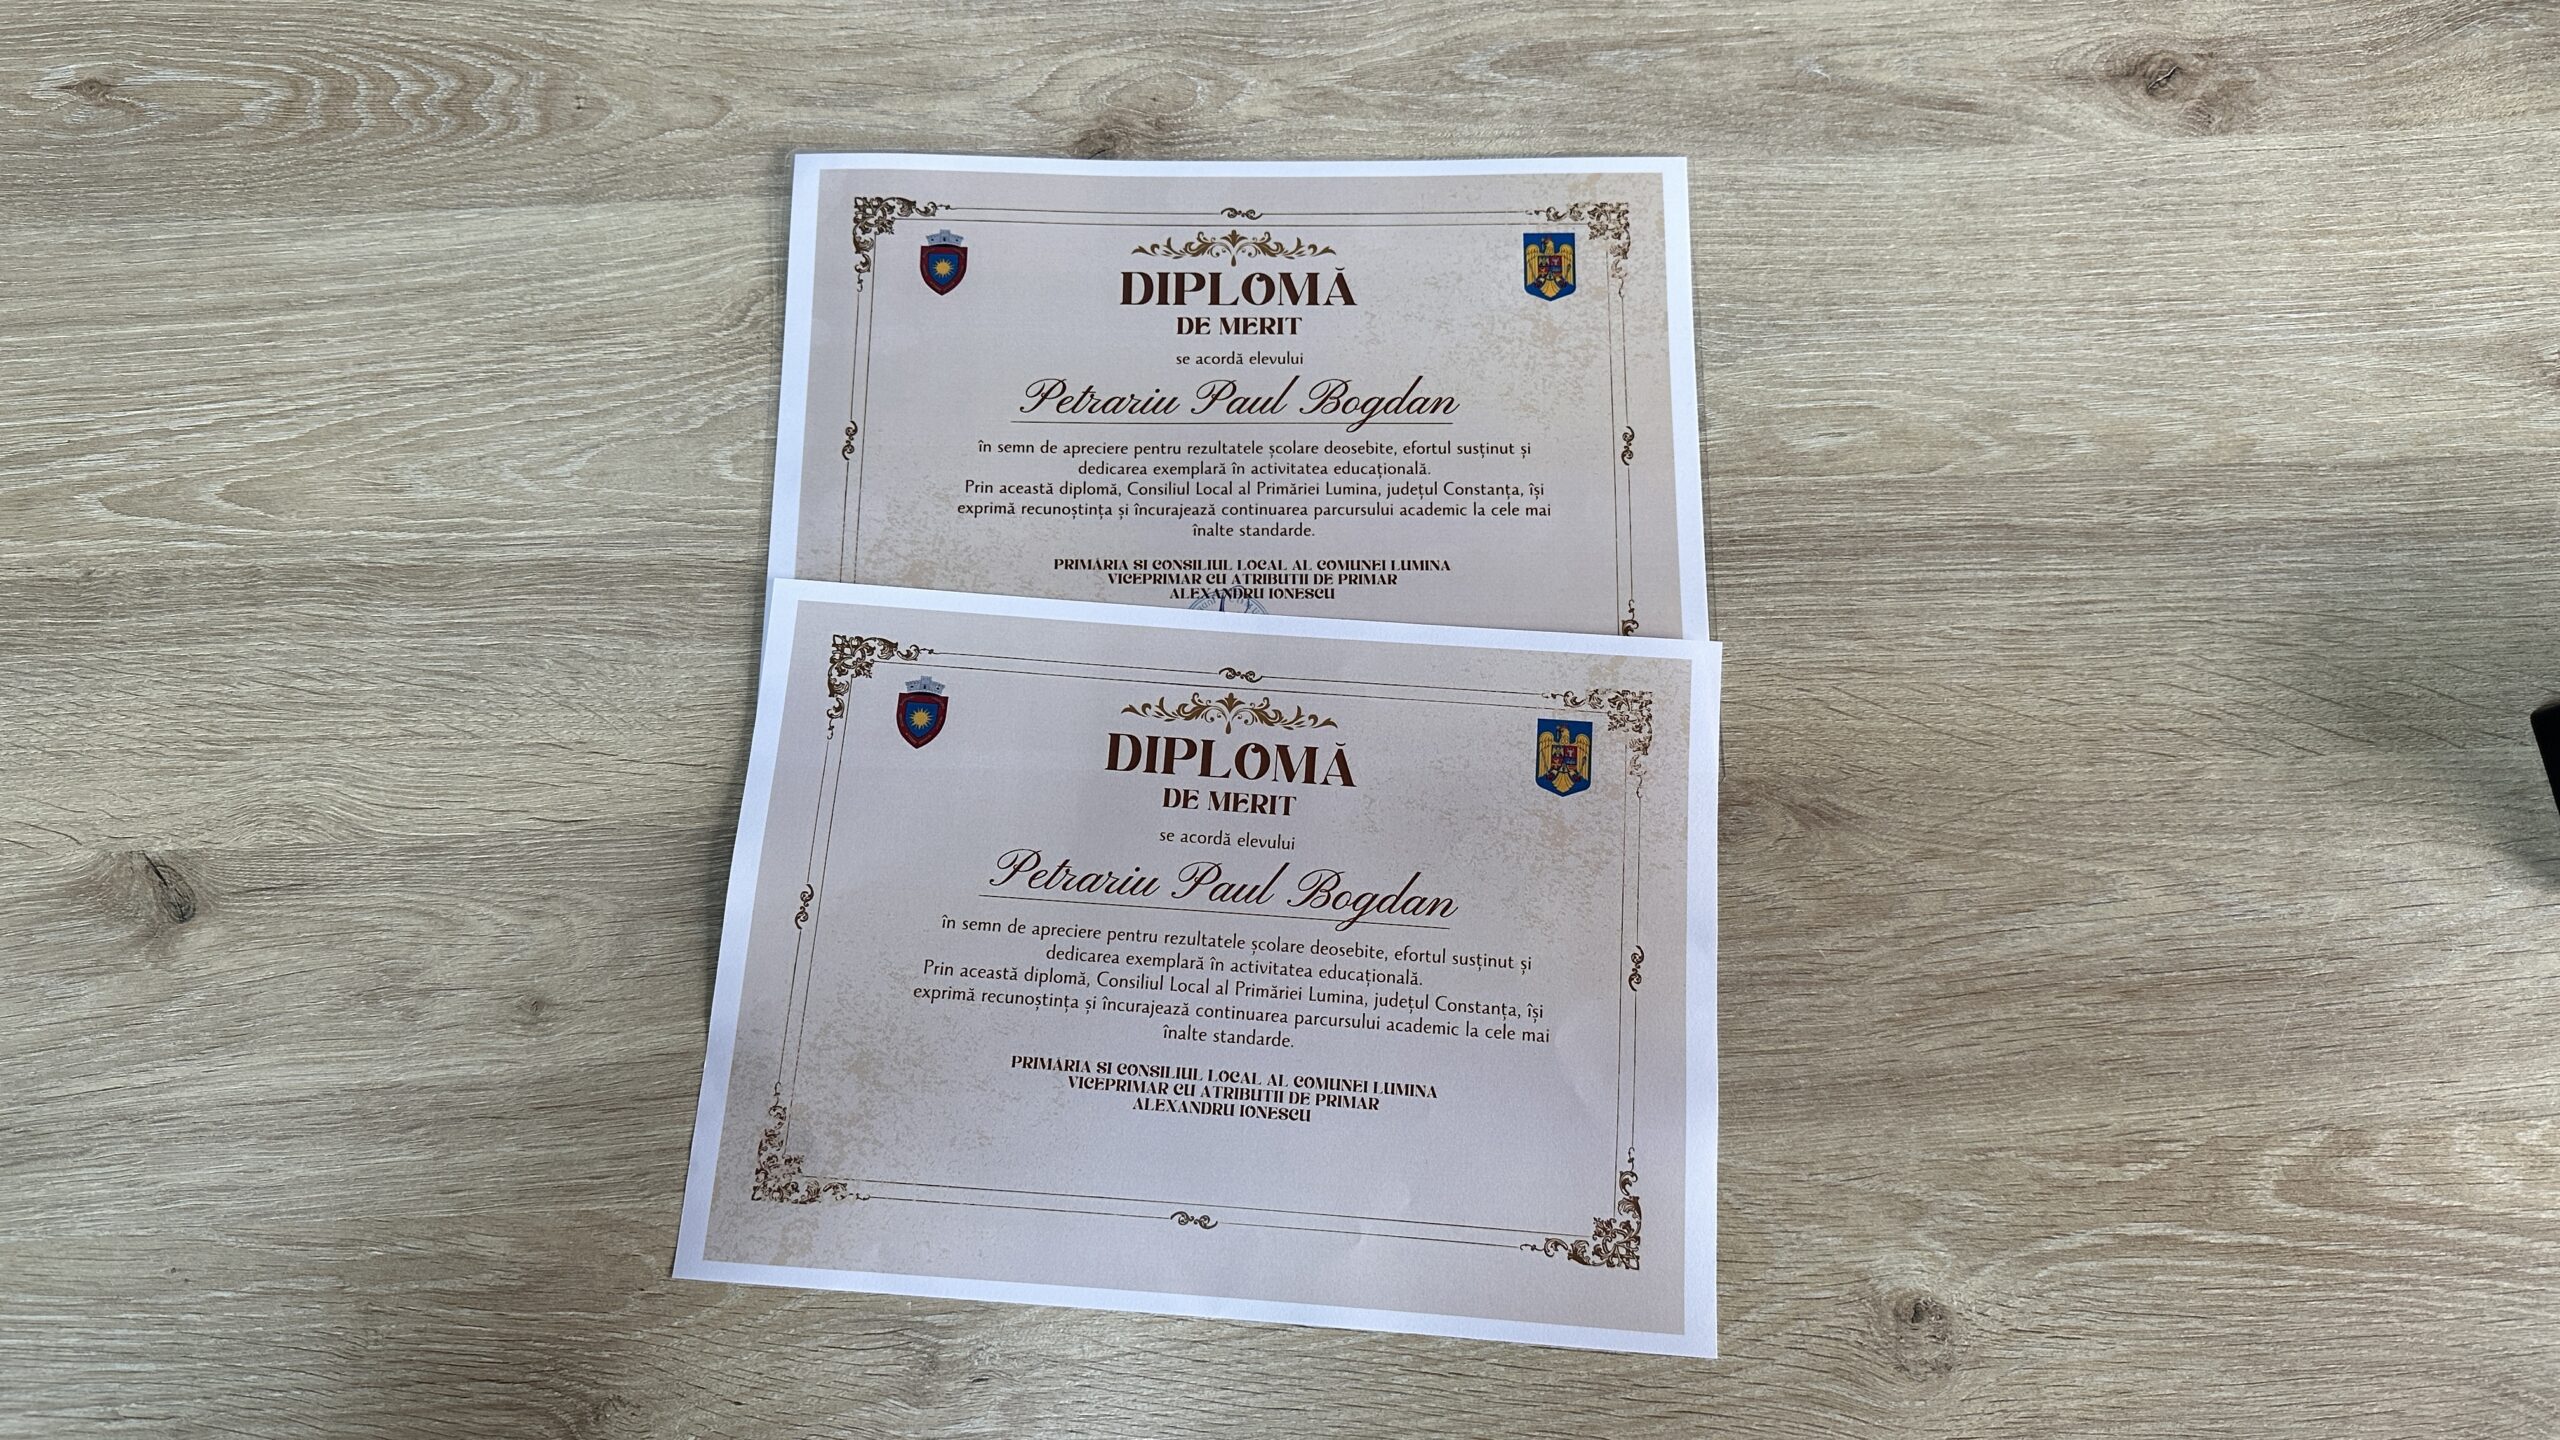 DIPLOMĂ
DE MERIT
se acordă elevului
Petrariu Paul Bogdan
în semn de apreciere pentru rezultatele școlare deosebite, efortul susținut și
dedicarea exemplară în activitatea educațională.
Prin această diplomă, Consiliul Local al Primăriei Lumina, județul Constanța, își
exprimă recunoștința și încurajează continuarea parcursului academic la cele mai
înalte standarde.
PRIMĂRIA SI CONSILIUL LOCAL AL COMUNEI LUMINA
VICEPRIMAR CU ATRIBUTII DE PRIMAR
ALEXANDRU IONESCU
DIPLOMĂ
DE MERIT
se acordă elevului
Petrariu Paul Bogdan
în semn de apreciere pentru rezultatele școlare deosebite, efortul susținut și
dedicarea exemplară în activitatea educațională.
Prin această diplomă, Consiliul Local al Primăriei Lumina, județul Constanța, își
exprimă recunoștința și încurajează continuarea parcursului academic la cele mai
înalte standarde.
PRIMĂRIA SI CONSILIUL LOCAL AL COMUNEI LUMINA
VICEPRIMAR CU ATRIBUTII DE PRIMAR
ALEXANDRU IONESCU